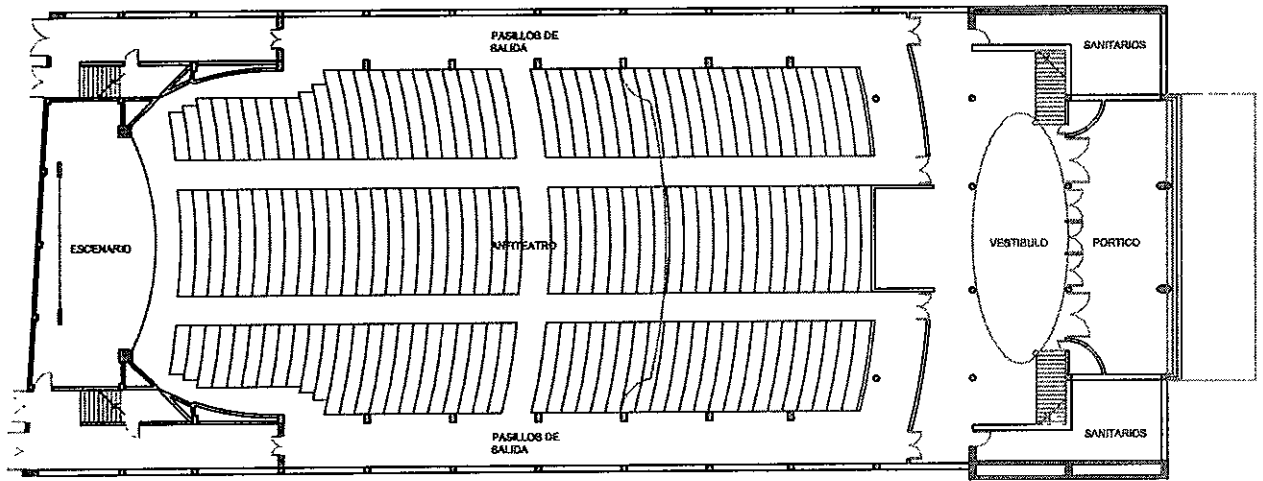 PASILLOS DE
SALIDA
SANITARIOS
ESCENARIO
ANFITEATRO
VESTIBULO
PORTICO
PASILLOS DE
SALIDA
SANITARIOS